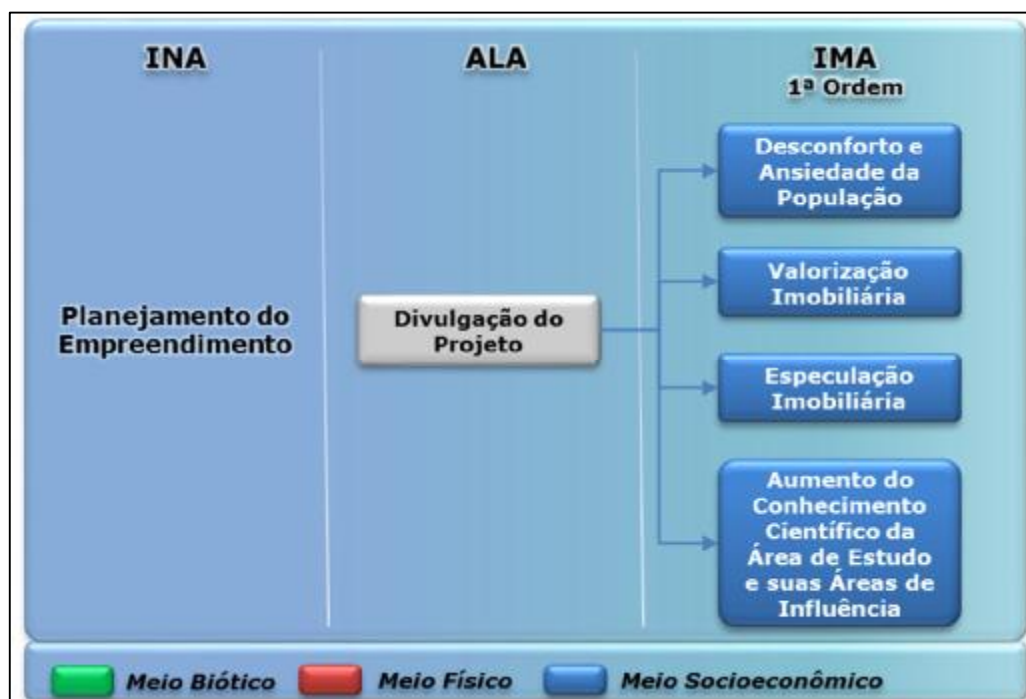 INA
ALA
IMA
1ª Ordem
Planejamento do
Empreendimento
Divulgação do
Projeto
Desconforto e
Ansiedade da
População
Valorização
Imobiliária
Especulação
Imobiliária
Aumento do
Conhecimento
Científico da
Área de Estudo
e suas Áreas de
Influência
Meio Biótico
Meio Físico
Meio Socioeconômico